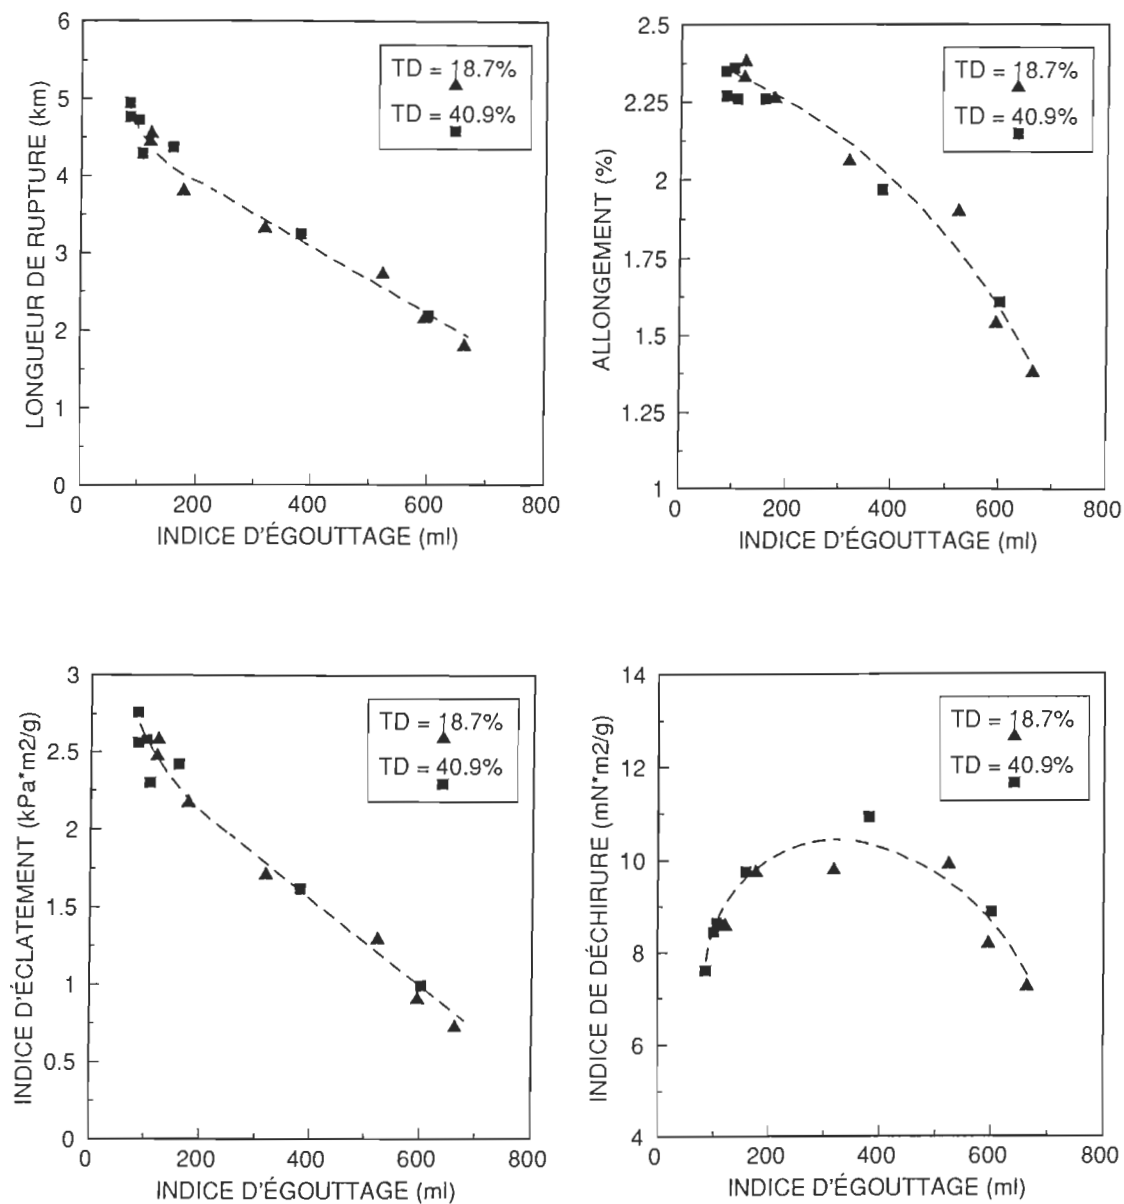 6
5
4
3
2
1
0
LONGUEUR DE RUPTURE (km)
TD = 18.7%
TD = 40.9%
0 200 400 600 800
INDICE D'ÉGOUTTAGE (ml)
2.5
2.25
2
1.75
1.5
1.25
1
ALLONGEMENT (%)
TD = 18.7%
TD = 40.9%
0 200 400 600 800
INDICE D'ÉGOUTTAGE (ml)
3
2.5
2
1.5
1
0.5
0
INDICE D'ÉCLATEMENT (kPa*m2/g)
TD = 18.7%
TD = 40.9%
0 200 400 600 800
INDICE D'ÉGOUTTAGE (ml)
14
12
10
8
6
4
INDICE DE DÉCHIRURE (mN*m2/g)
TD = 18.7%
TD = 40.9%
0 200 400 600 800
INDICE D'ÉGOUTTAGE (ml)